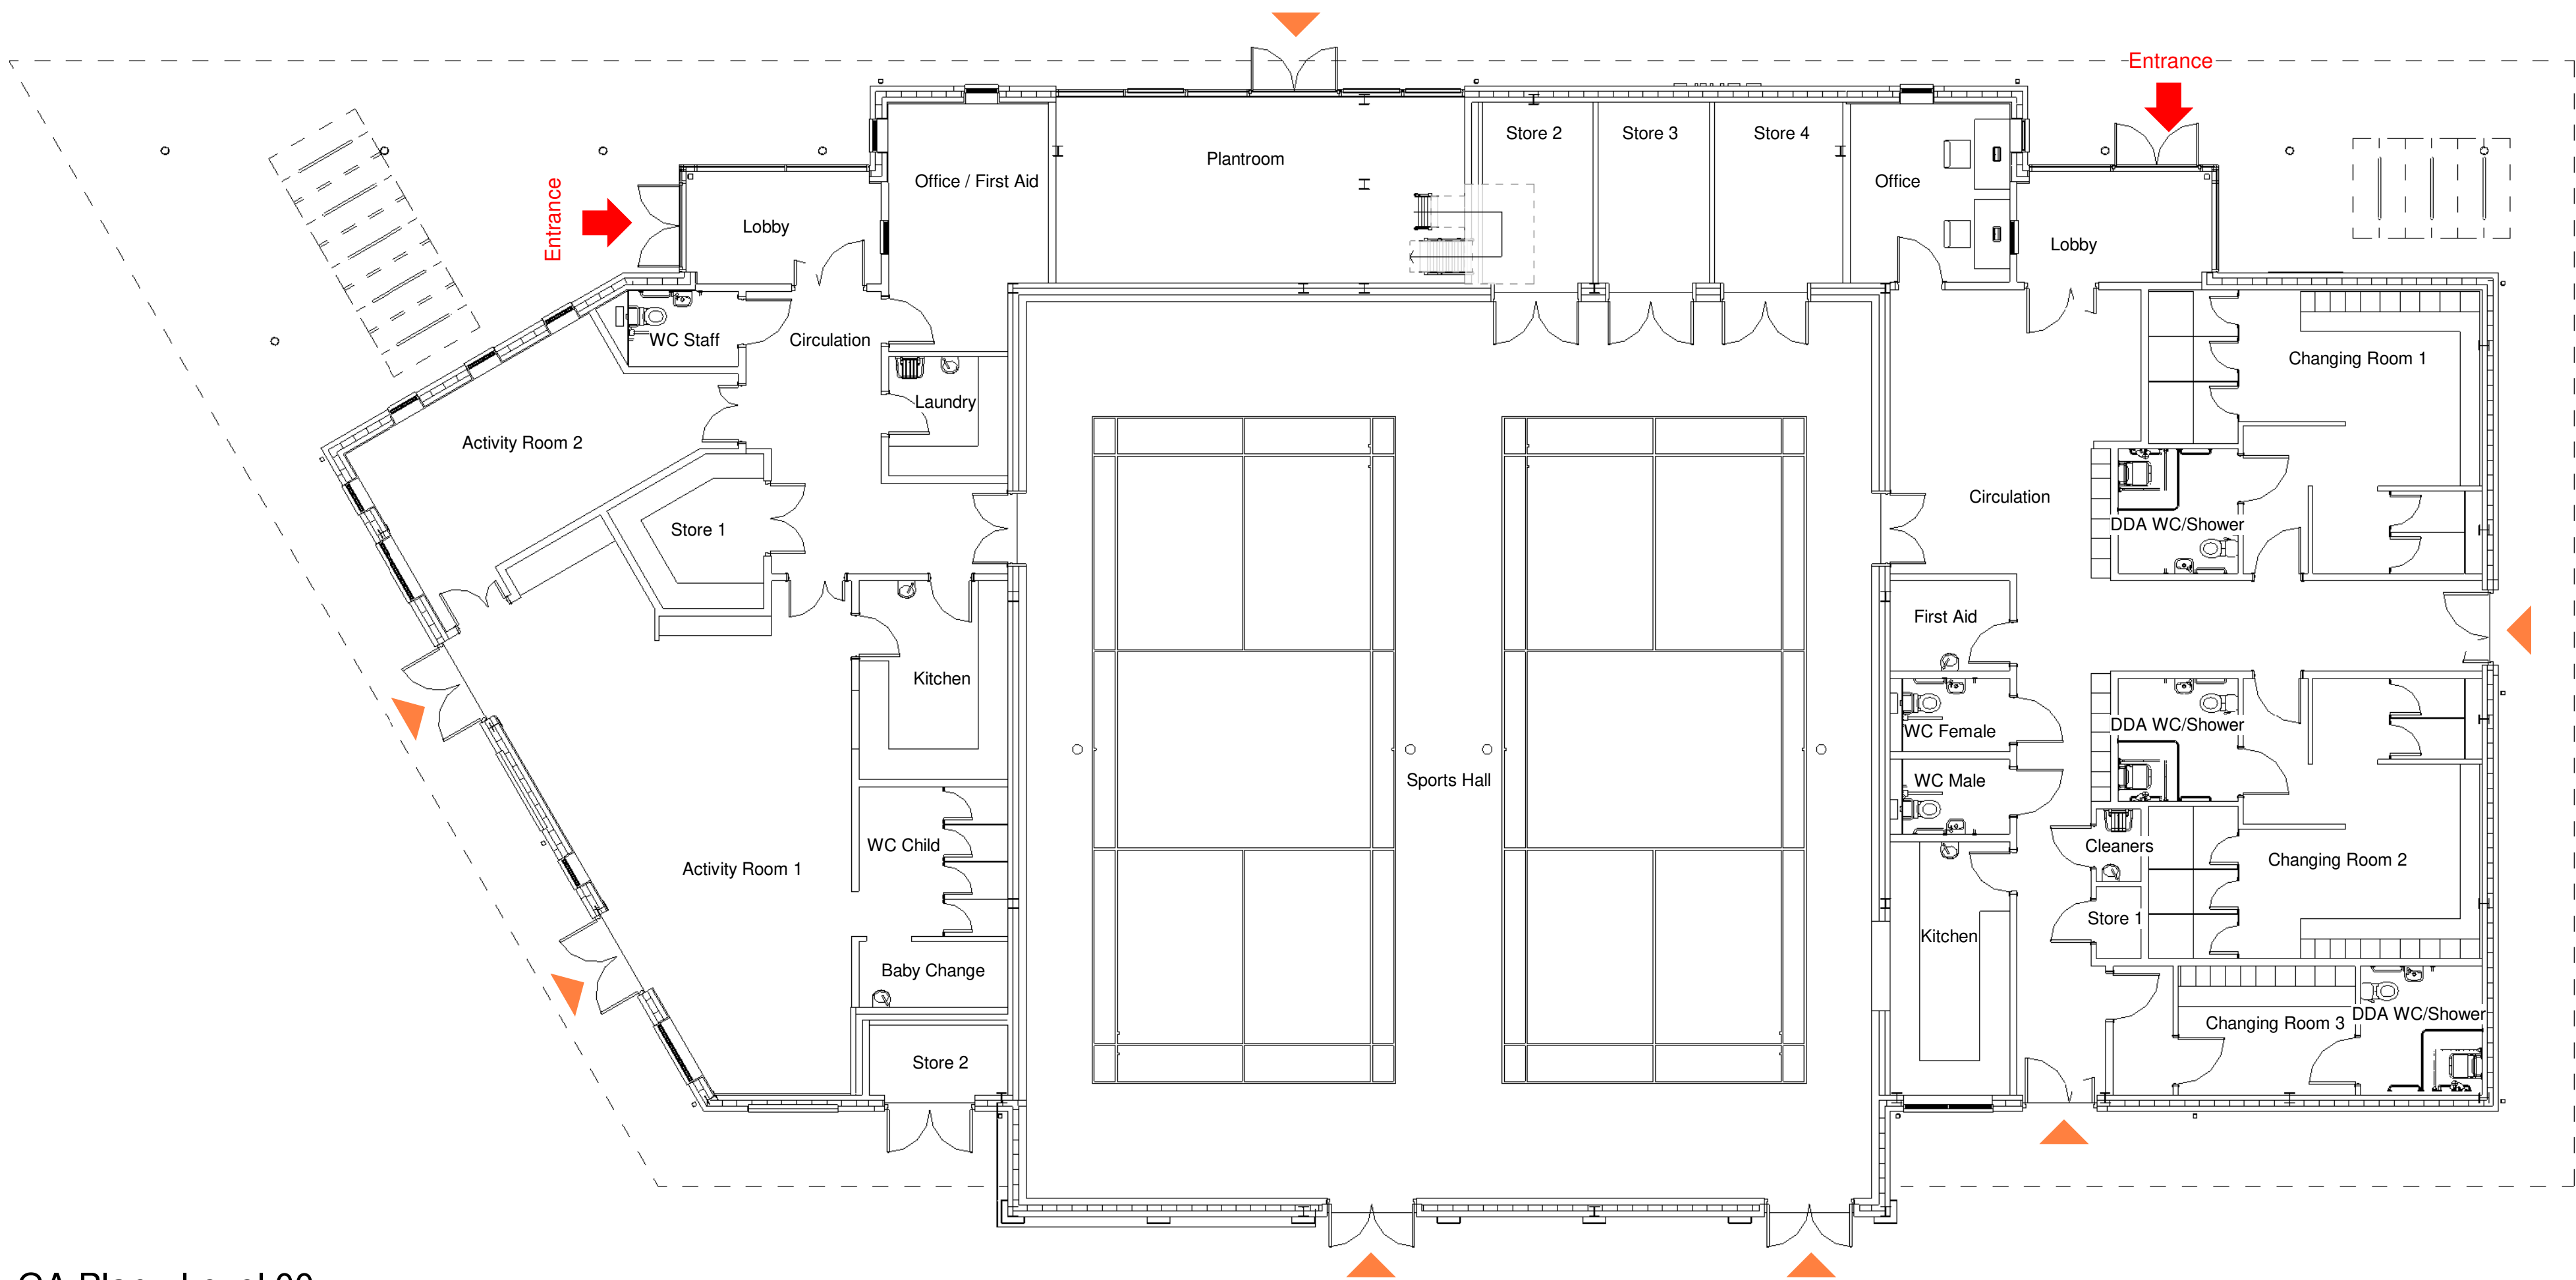 Entrance
Store 2
Store 3
Store 4
Plantroom
Office / First Aid
Office
Entrance
Lobby
Lobby
WC Staff
Circulation
Changing Room 1
Laundry
Activity Room 2
Circulation
Store 1
DDA WC/Shower
First Aid
Kitchen
DDA WC/Shower
WC Female
Sports Hall
WC Male
WC Child
Cleaners
Changing Room 2
Activity Room 1
Store 1
Kitchen
Baby Change
DDA WC/Shower
Changing Room 3
Store 2